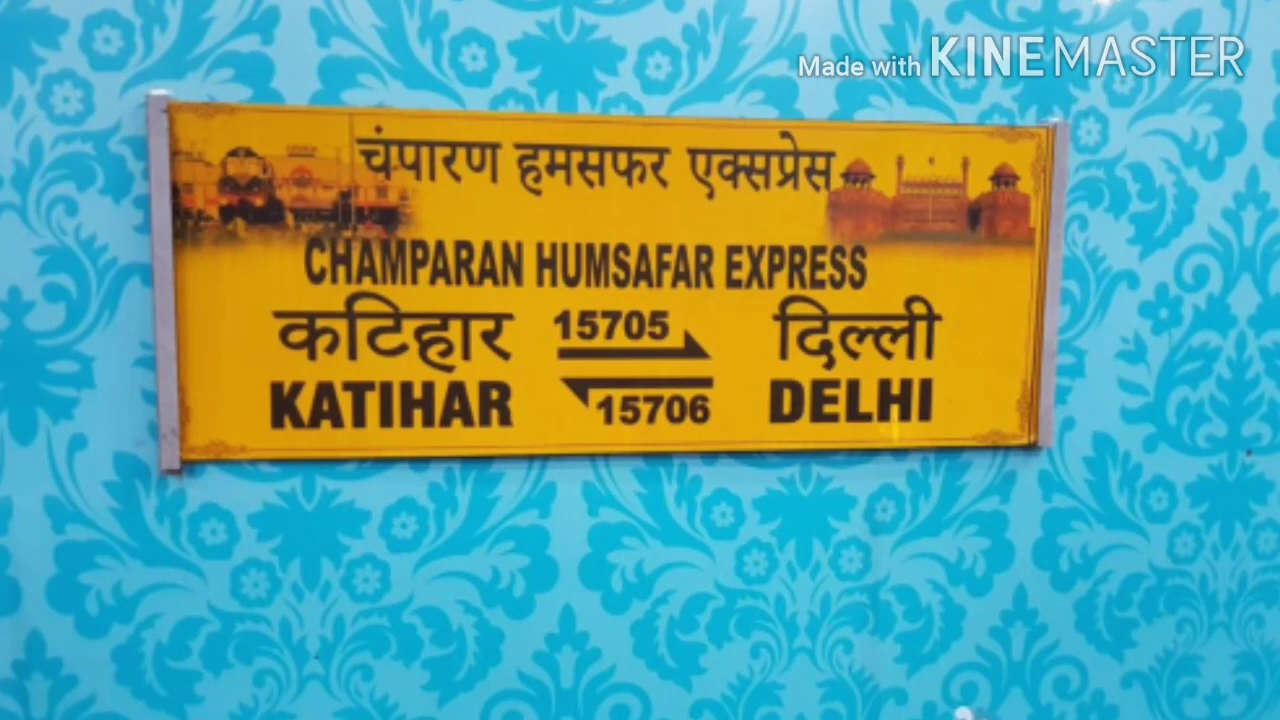 Made with KINEMASTER
चंपारण हमसफर एक्सप्रेस
CHAMPARAN HUMSAFAR EXPRESS
कटिहार 15705 दिल्ली
KATIHAR 15706 DELHI